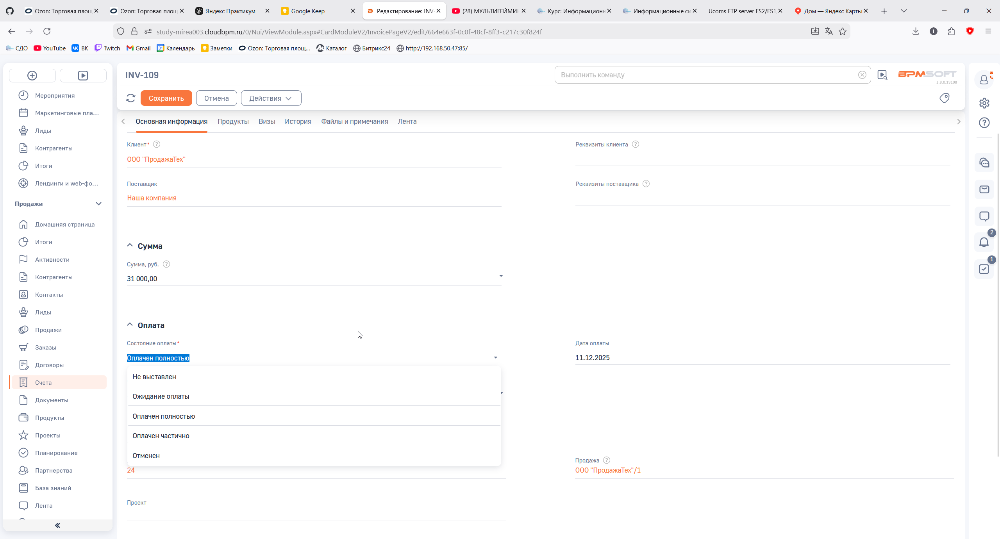 Ozon: Торговая площ
Ozon: Торговая площ
Яндекс Практикум
Google Keep
Редактирование: INV
(28) МУЛЬТИГЕЙМИН
Курс: Информационн
Информационные си
Ucoms FTP server FS2/FS1
Дом — Яндекс Карты
study-mirea003.cloudbpm.ru/0/Nui/ViewModule.aspx#CardModuleV2/InvoicePageV2/edit/664e663f-0c0f-48cf-8ff3-c217c30f824f
СДО
YouTube
ВК
Twitch
Gmail
31
Календарь
Заметки
Ozon: Торговая площ...
Каталог
Битрикс24
http://192.168.50.47:85/
INV-109
Выполнить команду
BPMSOFT
1.8.0.19108
Сохранить
Отмена
Действия
Мероприятия
Маркетинговые пла...
Лиды
Контрагенты
Итоги
Лендинги и web-фо...
Продажи
Домашняя страница
Итоги
Активности
Контрагенты
Контакты
Лиды
Продажи
Заказы
Договоры
Счета
Документы
Продукты
Проекты
Планирование
Партнерства
База знаний
Лента
Основная информация
Продукты
Визы
История
Файлы и примечания
Лента
Клиент*
Реквизиты клиента
ООО "ПродажаТех"
Поставщик
Реквизиты поставщика
Наша компания
Сумма
Сумма, руб.
31 000,00
Оплата
Состояние оплаты*
Дата оплаты
Оплачен полностью
11.12.2025
Не выставлен
Ожидание оплаты
Оплачен полностью
Оплачен частично
Отменен
24
Продажа
ООО "ПродажаТех"/1
Проект
2
1